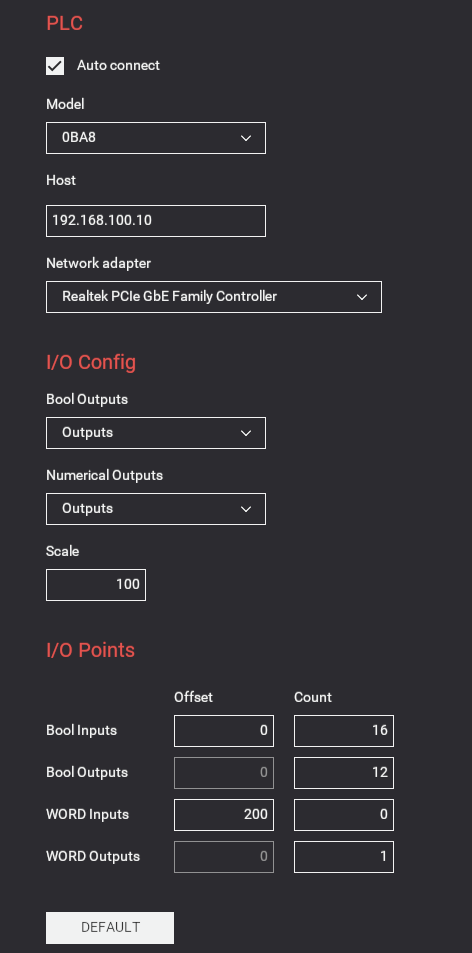 PLC
Auto connect
Model
0BA8
Host
192.168.100.10
Network adapter
Realtek PCIe GbE Family Controller
I/O Config
Bool Outputs
Outputs
Numerical Outputs
Outputs
Scale
100
I/O Points
Offset Count
Bool Inputs 0 16
Bool Outputs 0 12
WORD Inputs 200 0
WORD Outputs 0 1
DEFAULT